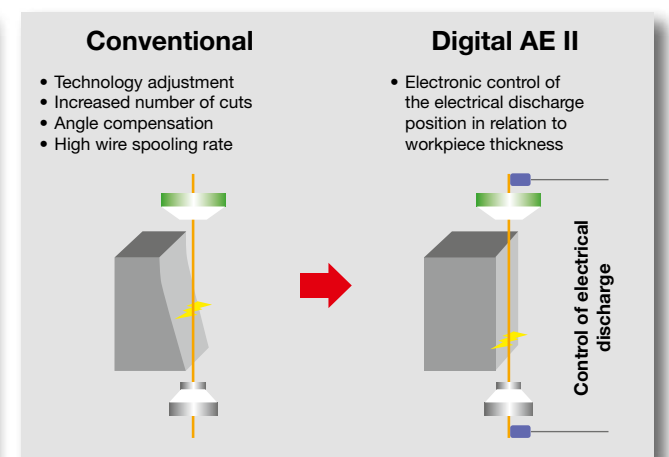 Conventional
• Technology adjustment
• Increased number of cuts
• Angle compensation
• High wire spooling rate
Digital AE II
• Electronic control of
the electrical discharge
position in relation to
workpiece thickness
Control of electrical
discharge